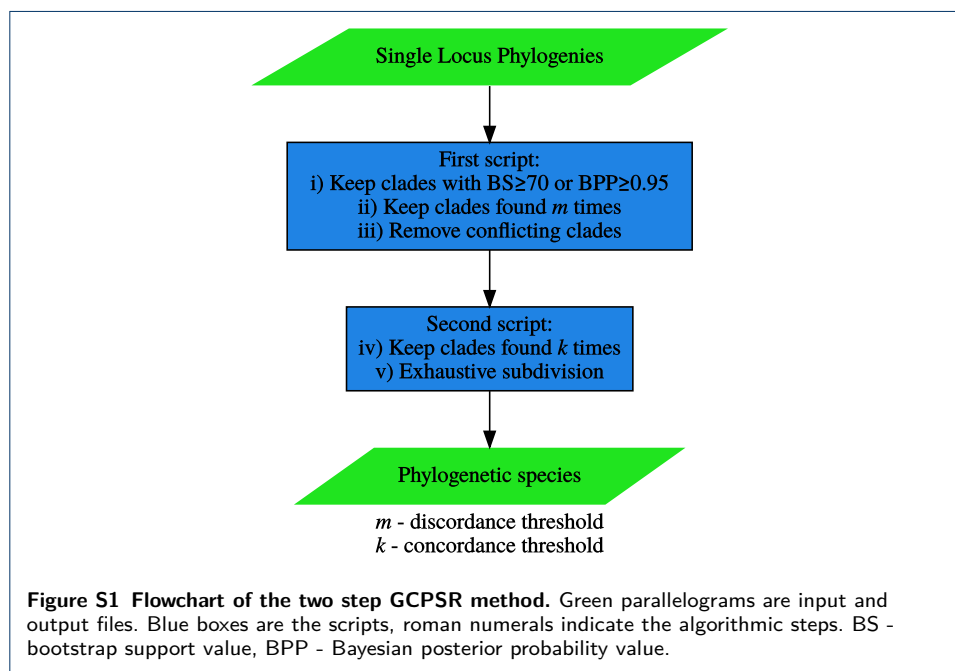 Single Locus Phylogenies
First script:
i) Keep clades with BS≥70 or BPP≥0.95
ii) Keep clades found m times
iii) Remove conflicting clades
Second script:
iv) Keep clades found k times
v) Exhaustive subdivision
Phylogenetic species
m - discordance threshold
k - concordance threshold
Figure S1 Flowchart of the two step GCPSR method. Green parallelograms are input and
output files. Blue boxes are the scripts, roman numerals indicate the algorithmic steps. BS -
bootstrap support value, BPP - Bayesian posterior probability value.